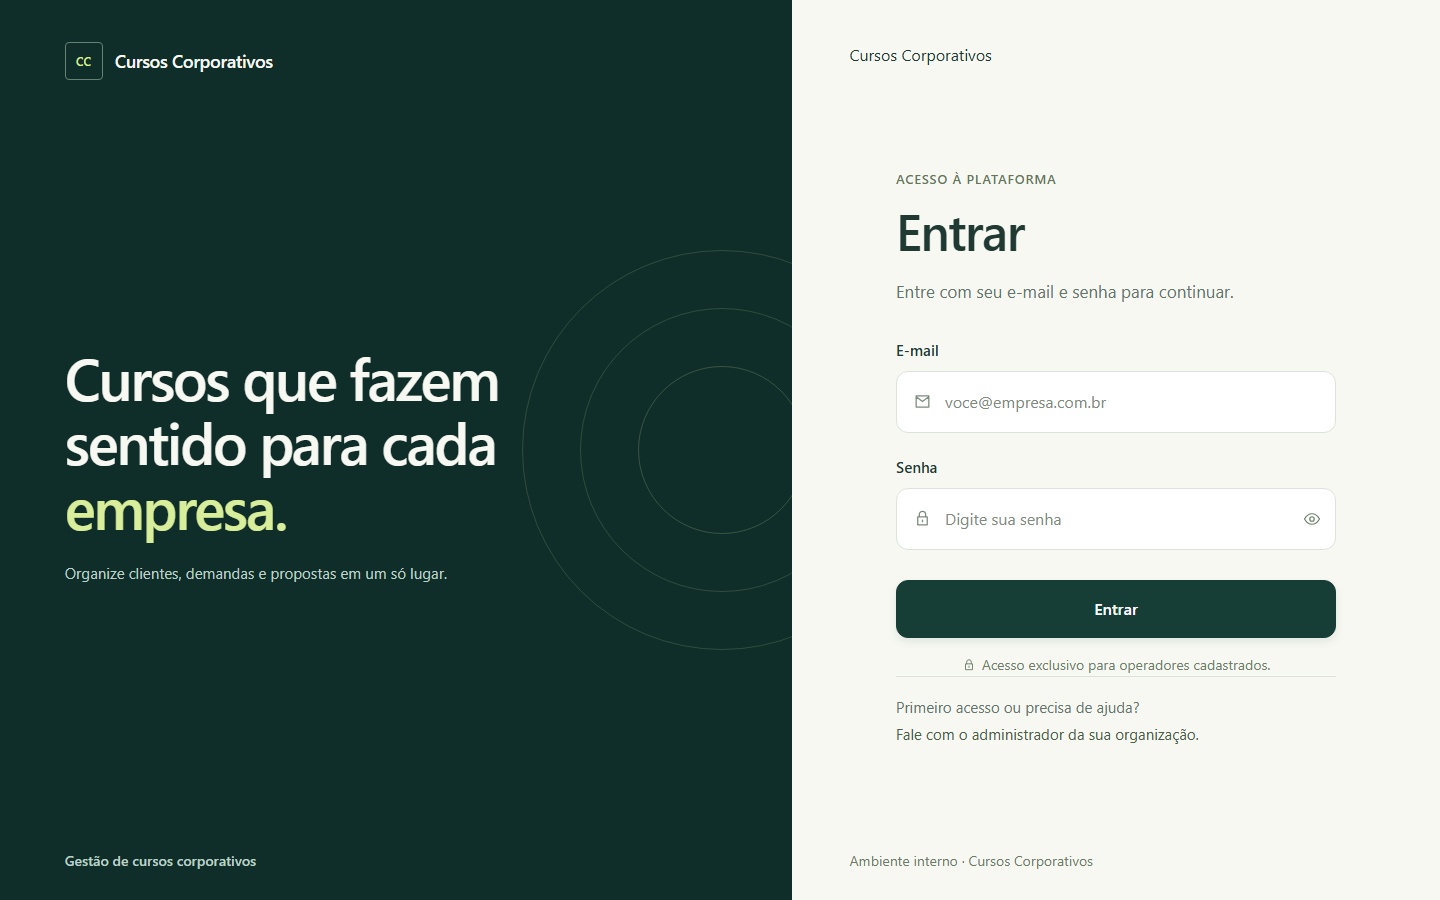 CC
Cursos Corporativos
Cursos que fazem
sentido para cada
empresa.
Organize clientes, demandas e propostas em um só lugar.
Gestão de cursos corporativos
Cursos Corporativos
ACESSO À PLATAFORMA
Entrar
Entre com seu e-mail e senha para continuar.
E-mail
voce@empresa.com.br
Senha
Digite sua senha
Entrar
Acesso exclusivo para operadores cadastrados.
Primeiro acesso ou precisa de ajuda?
Fale com o administrador da sua organização.
Ambiente interno · Cursos Corporativos